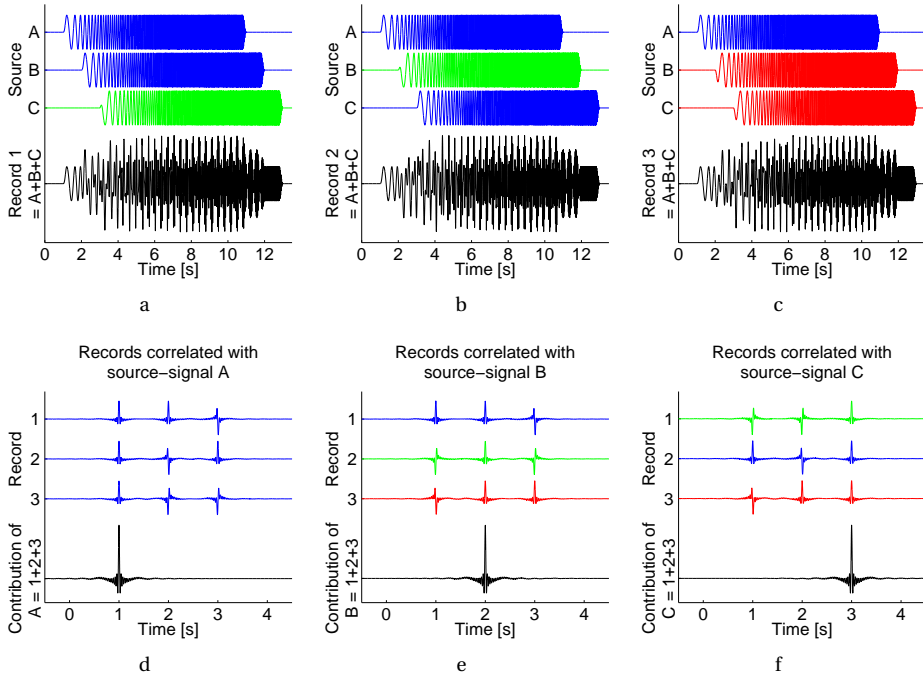 A
B
C
Source
Record 1
= A+B+C
0 2 4 6 8 10 12
Time [s]
a
A
B
C
Source
Record 2
= A+B+C
0 2 4 6 8 10 12
Time [s]
b
A
B
C
Source
Record 3
= A+B+C
0 2 4 6 8 10 12
Time [s]
c
Records correlated with
source−signal A
1
2
3
Record
Contribution of
A = 1+2+3
0 1 2 3 4
Time [s]
d
Records correlated with
source−signal B
1
2
3
Record
Contribution of
B = 1+2+3
0 1 2 3 4
Time [s]
e
Records correlated with
source−signal C
1
2
3
Record
Contribution of
C = 1+2+3
0 1 2 3 4
Time [s]
f